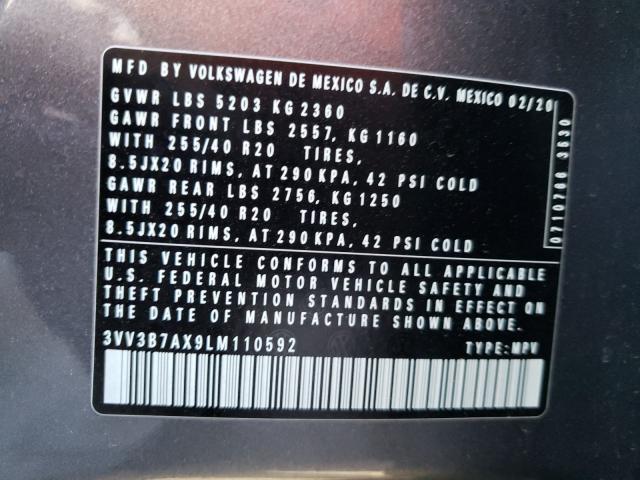 MFD BY VOLKSWAGEN DE MEXICO S.A. DE C.V. MEXICO 02/20
GVWR LBS 5203 KG 2360
GAWR FRONT LBS 2557, KG 1160
WITH 255/40 R20 TIRES,
8.5JX20 RIMS, AT 290 KPA, 42 PSI COLD
GAWR REAR LBS 2756, KG 1250
WITH 255/40 R20 TIRES,
8.5JX20 RIMS, AT 290 KPA, 42 PSI COLD
0710760 3630
THIS VEHICLE CONFORMS TO ALL APPLICABLE
U.S. FEDERAL MOTOR VEHICLE SAFETY AND
THEFT PREVENTION STANDARDS IN EFFECT ON
THE DATE OF MANUFACTURE SHOWN ABOVE.
3VV3B7AX9LM110592 TYPE: MPV